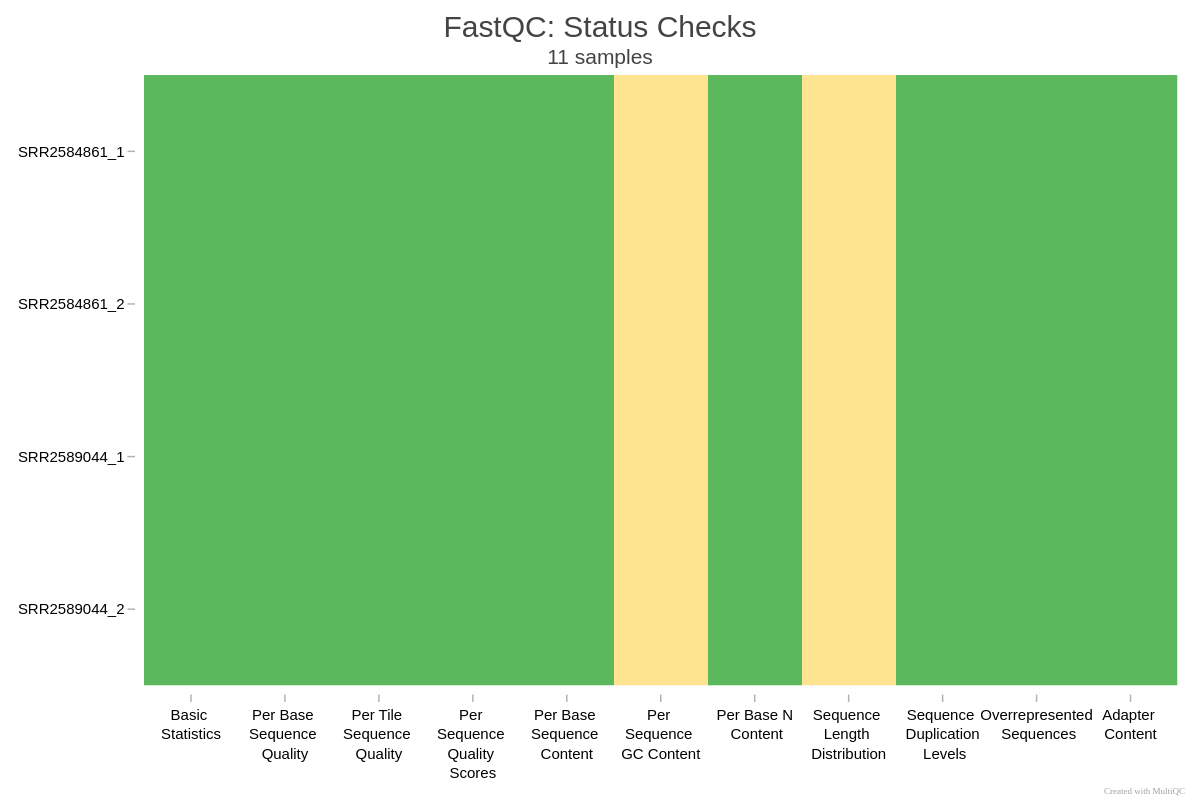 FastQC: Status Checks
11 samples
SRR2584861_1
SRR2584861_2
SRR2589044_1
SRR2589044_2
Basic
Statistics
Per Base
Sequence
Quality
Per Tile
Sequence
Quality
Per
Sequence
Quality
Scores
Per Base
Sequence
Content
Per
Sequence
GC Content
Per Base N
Content
Sequence
Length
Distribution
Sequence
Duplication
Levels
Overrepresented
Sequences
Adapter
Content
Created with MultiQC